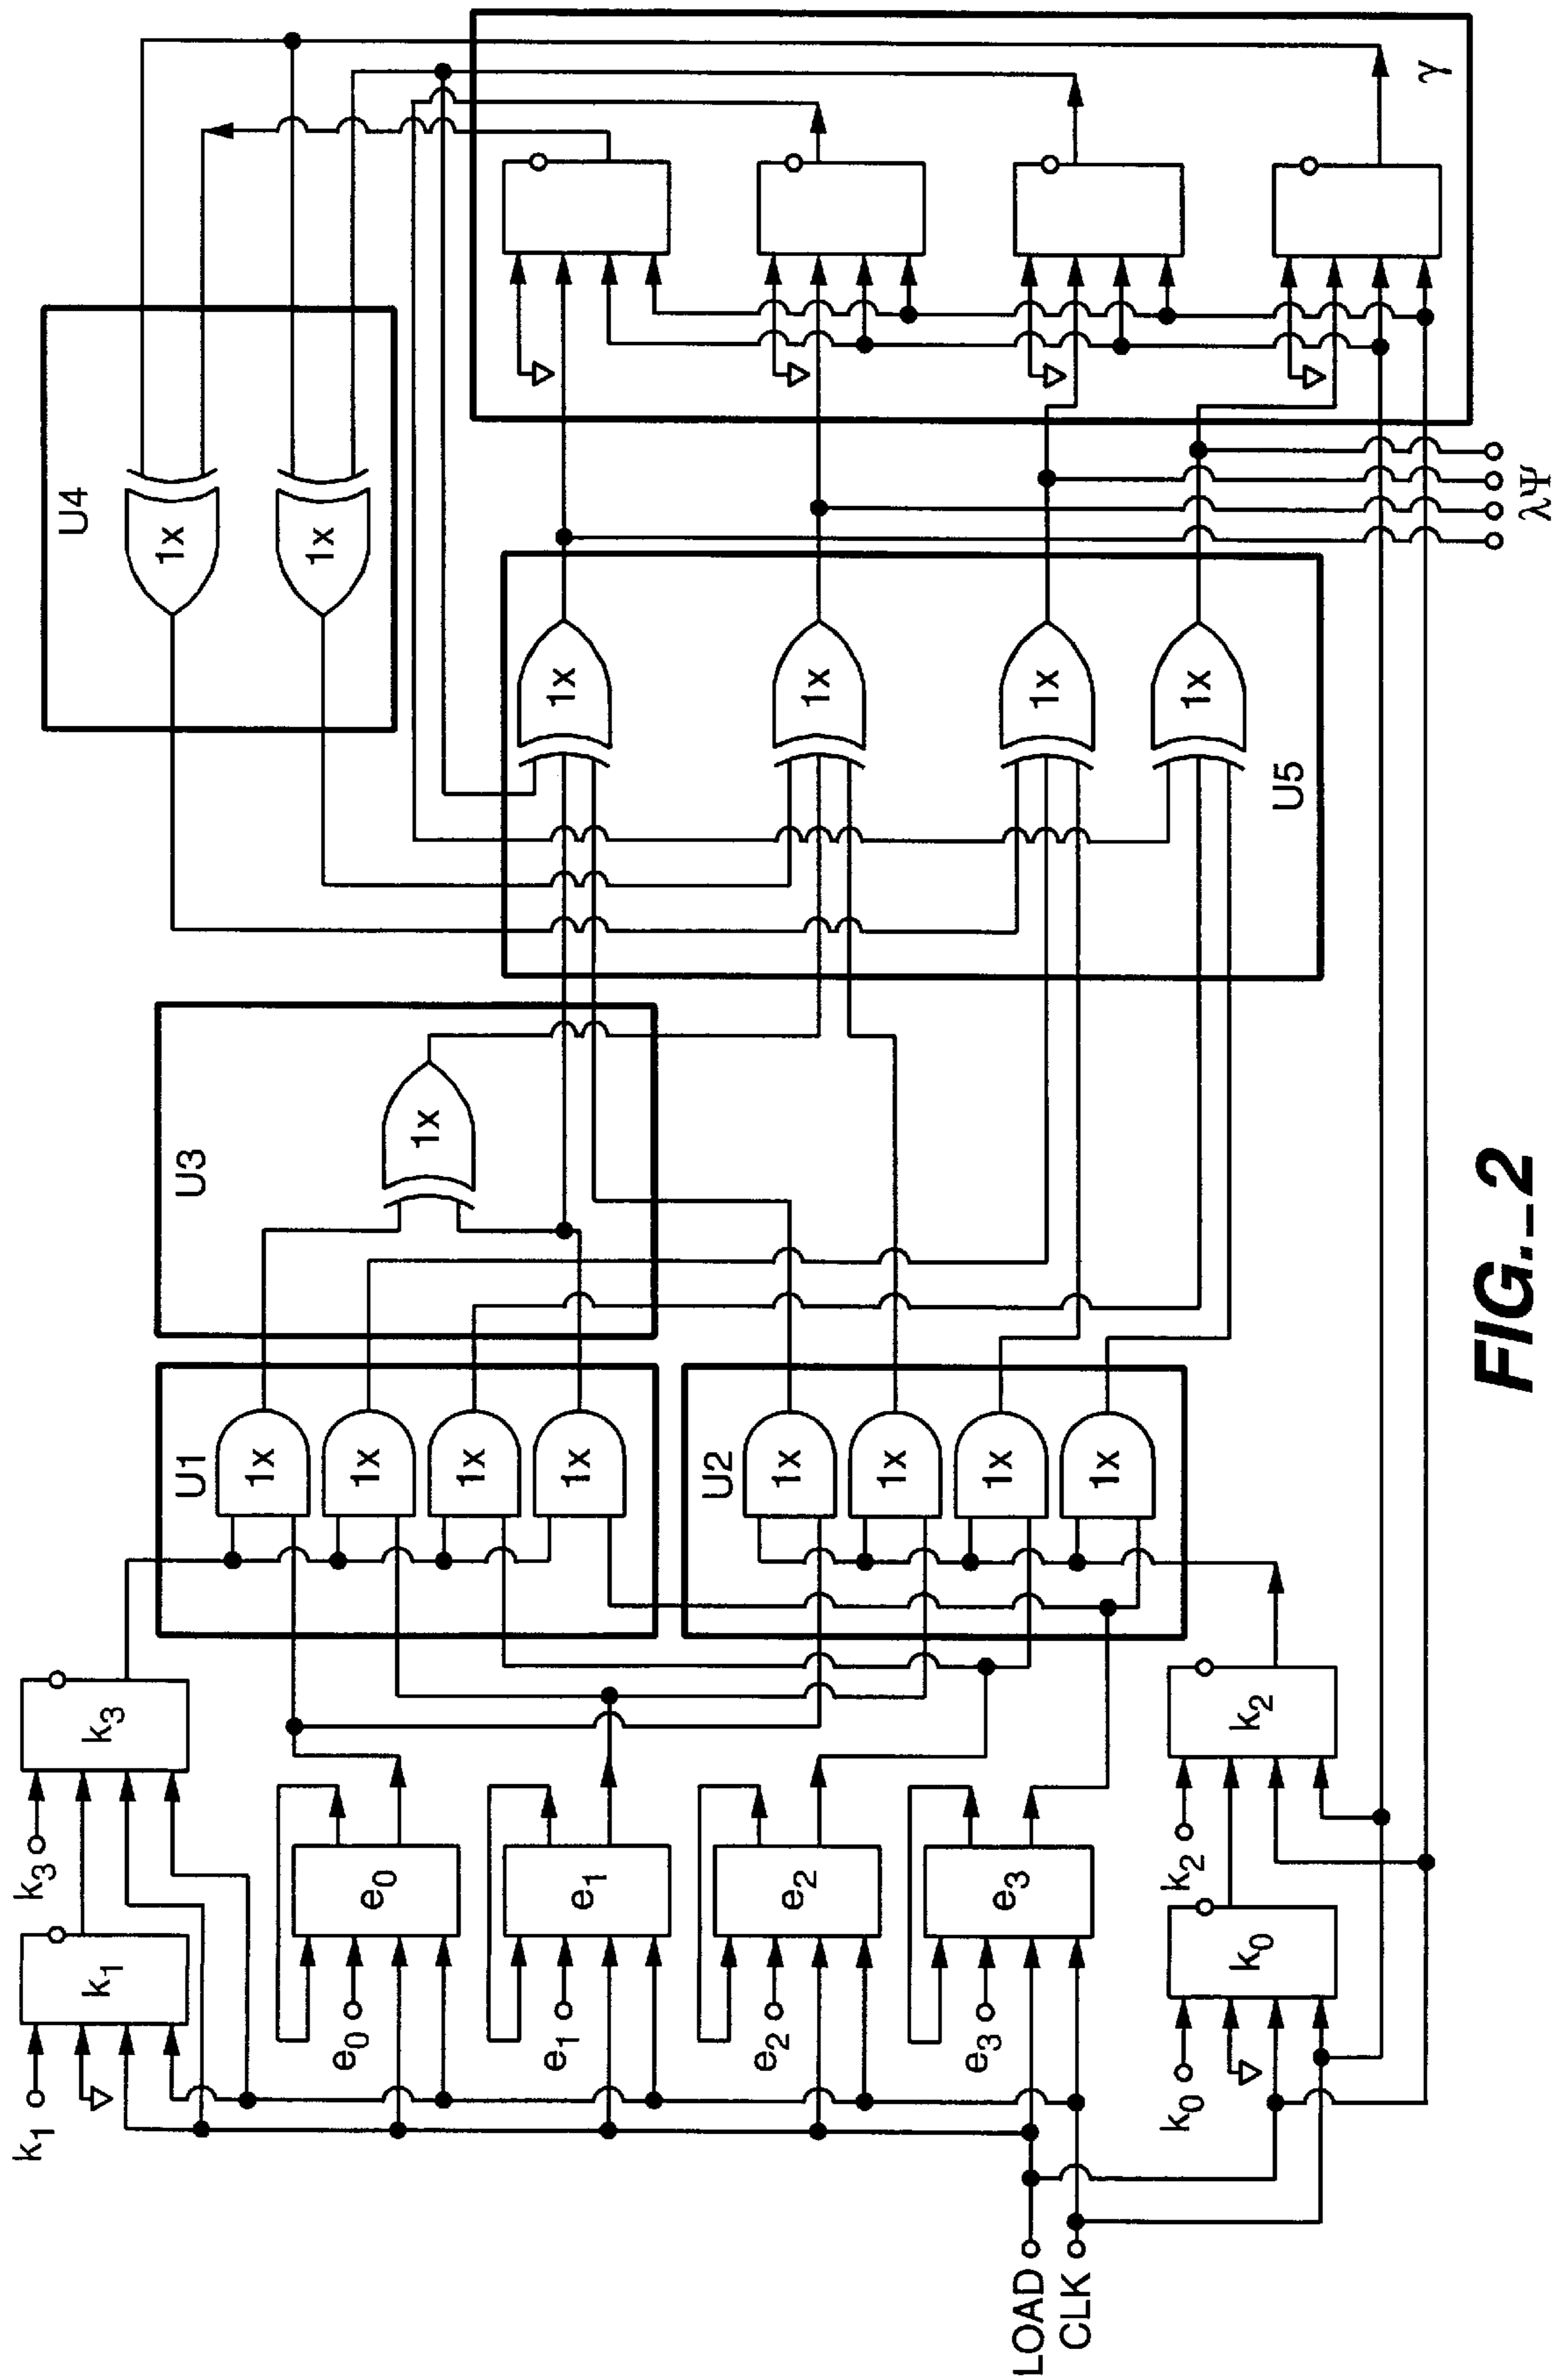 k1
k3
k1
k3
e0
e0
e1
e1
e2
e2
e3
e3
k0
k0
k2
k2
LOAD
CLK
U1
1x
1x
1x
1x
U2
1x
1x
1x
1x
U3
1x
U4
1x
1x
U5
1x
1x
1x
1x
λΨ
γ
FIG._2